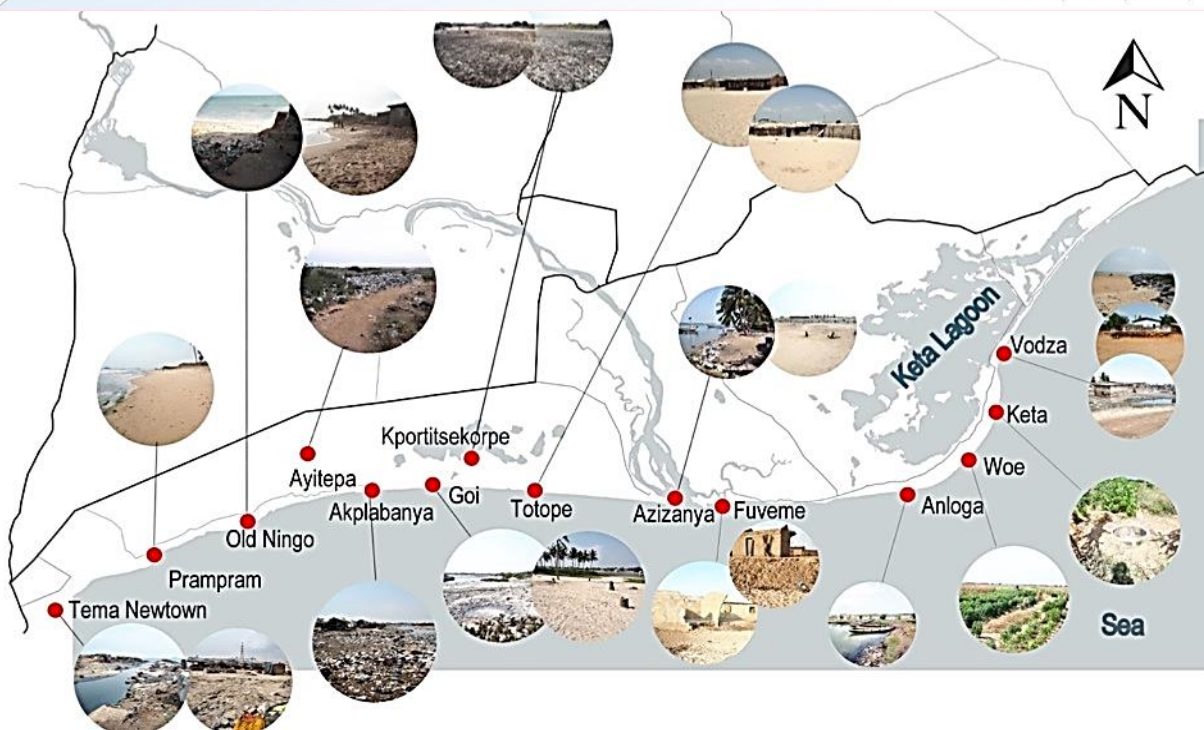 N
Keta Lagoon
Vodza
Keta
Kportitsekorpe
Woe
Ayitepa
Goi
Akplabanya
Totope
Azizanya
Fuveme
Anloga
Old Ningo
Prampram
Tema Newtown
Sea